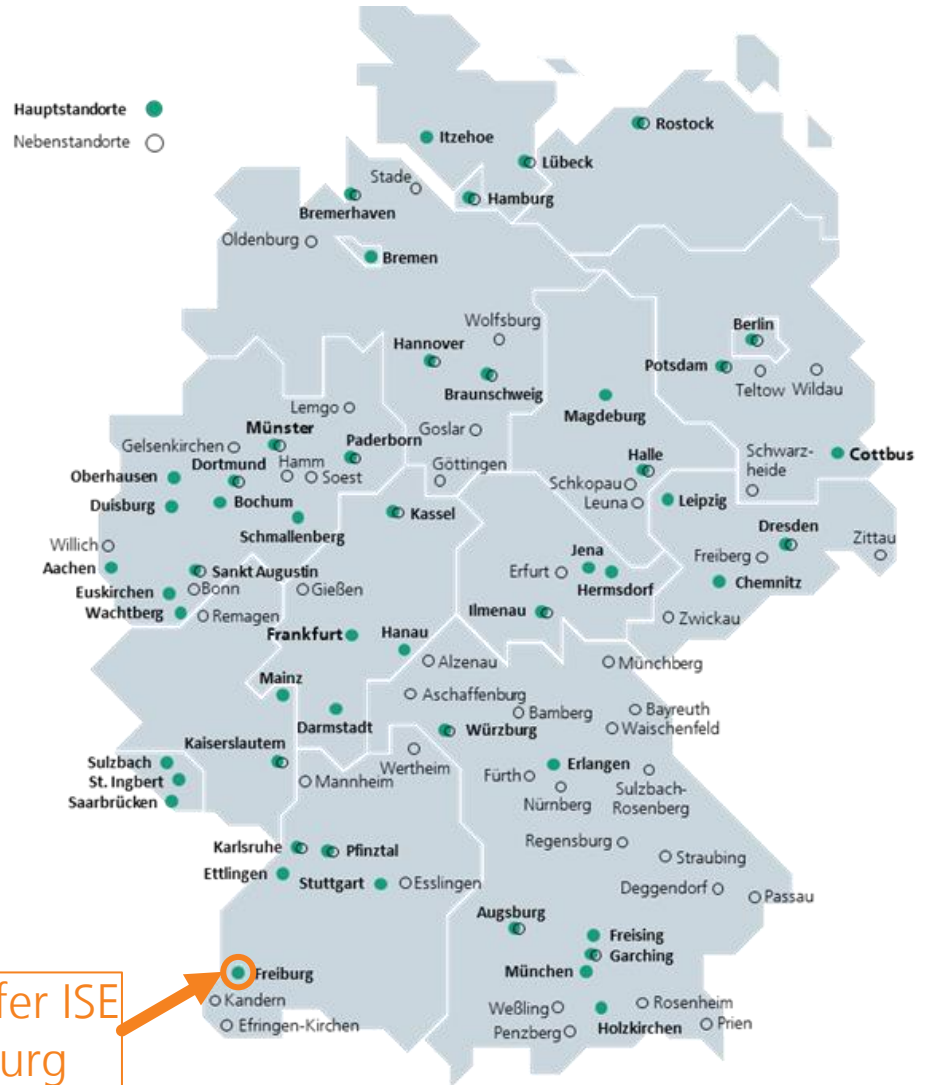 Hauptstandorte
Nebenstandorte
Itzehoe
Rostock
Lübeck
Stade
Hamburg
Bremerhaven
Oldenburg
Bremen
Wolfsburg
Berlin
Hannover
Potsdam
Braunschweig
Teltow
Wildau
Lemgo
Magdeburg
Münster
Goslar
Gelsenkirchen
Paderborn
Dortmund
Hamm
Göttingen
Halle
Schwarz-
heide
Cottbus
Oberhausen
Soest
Schkopau
Duisburg
Bochum
Leuna
Leipzig
Kassel
Schmallenberg
Dresden
Willich
Zittau
Jena
Freiberg
Aachen
Sankt Augustin
Erfurt
Chemnitz
Euskirchen
Bonn
Gießen
Hermsdorf
Wachtberg
Remagen
Ilmenau
Zwickau
Frankfurt
Hanau
Alzenau
Münchberg
Mainz
Aschaffenburg
Bamberg
Bayreuth
Darmstadt
Würzburg
Waischenfeld
Kaiserslautern
Sulzbach
Wertheim
Erlangen
St. Ingbert
Mannheim
Fürth
Sulzbach-
Rosenberg
Saarbrücken
Nürnberg
Karlsruhe
Pfinztal
Regensburg
Straubing
Ettlingen
Stuttgart
Esslingen
Deggendorf
Passau
Augsburg
Freising
Garching
Freiburg
München
Kandern
Weßling
Rosenheim
Efringen-Kirchen
Penzberg
Holzkirchen
Prien
fer ISE
urg